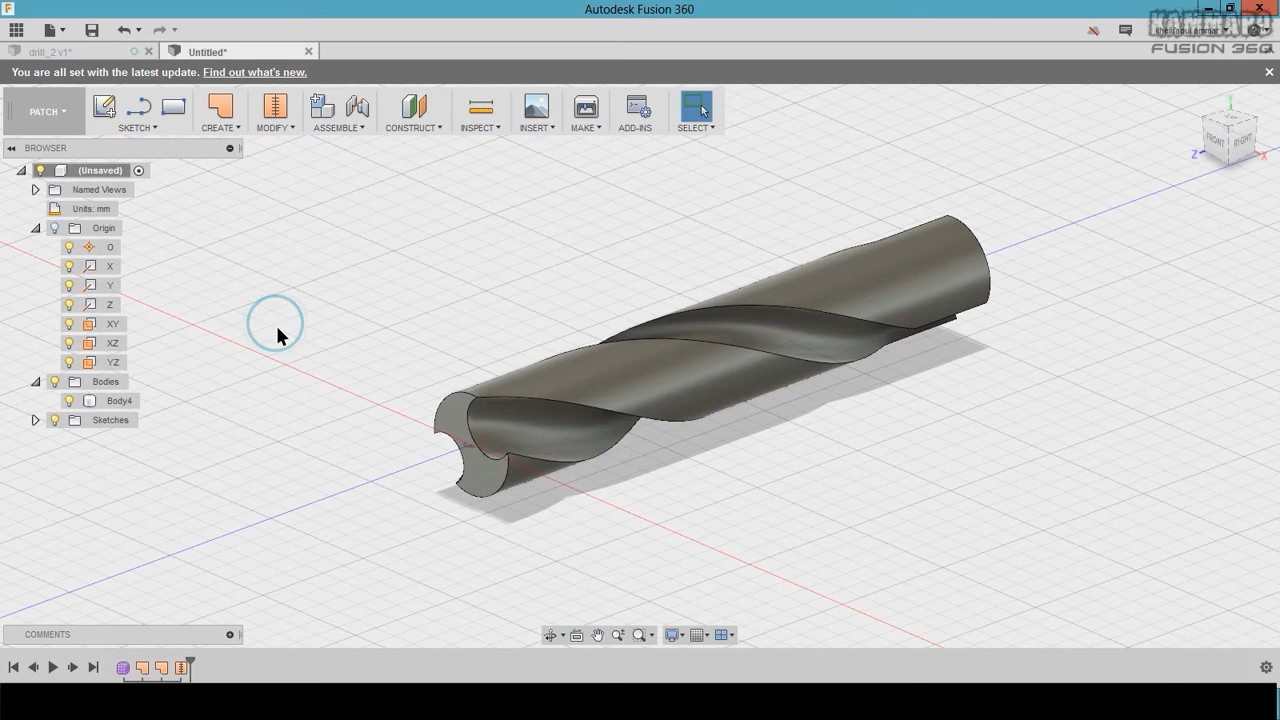 Autodesk Fusion 360
KAMMARO
FUSION 360
drill_2 v1*
Untitled*
You are all set with the latest update. Find out what's new.
PATCH
SKETCH
CREATE
MODIFY
ASSEMBLE
CONSTRUCT
INSPECT
INSERT
MAKE
ADD-INS
SELECT
BROWSER
(Unsaved)
Named Views
Units: mm
Origin
O
X
Y
Z
XY
XZ
YZ
Bodies
Body4
Sketches
Y
FRONT
RIGHT
Z
X
COMMENTS